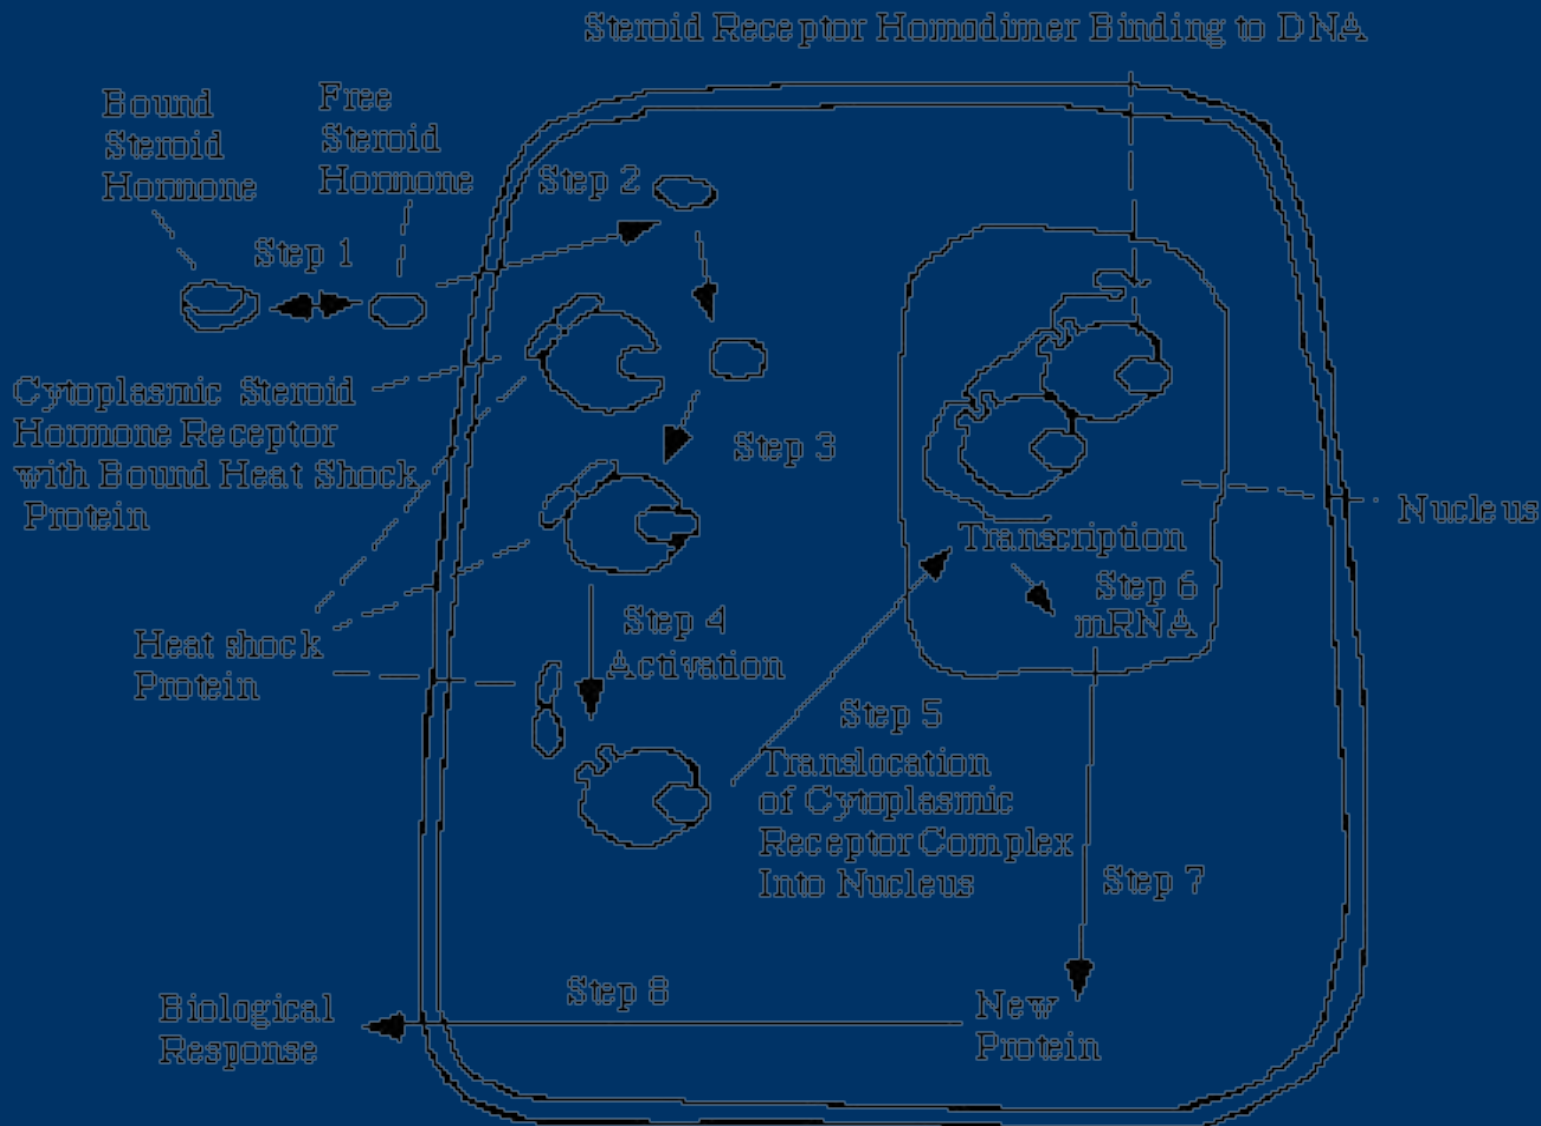 Steroid Receptor Homodimer Binding to DNA
Bound
Steroid
Hormone
Free
Steroid
Hormone
Step 1
Step 2
Cytoplasmic Steroid
Hormone Receptor
with Bound Heat Shock
Protein
Step 3
Nucleus
Transcription
Step 6
mRNA
Heat shock
Protein
Step 4
Activation
Step 5
Translocation
of Cytoplasmic
Receptor Complex
Into Nucleus
Step 7
Step 8
Biological
Response
New
Protein